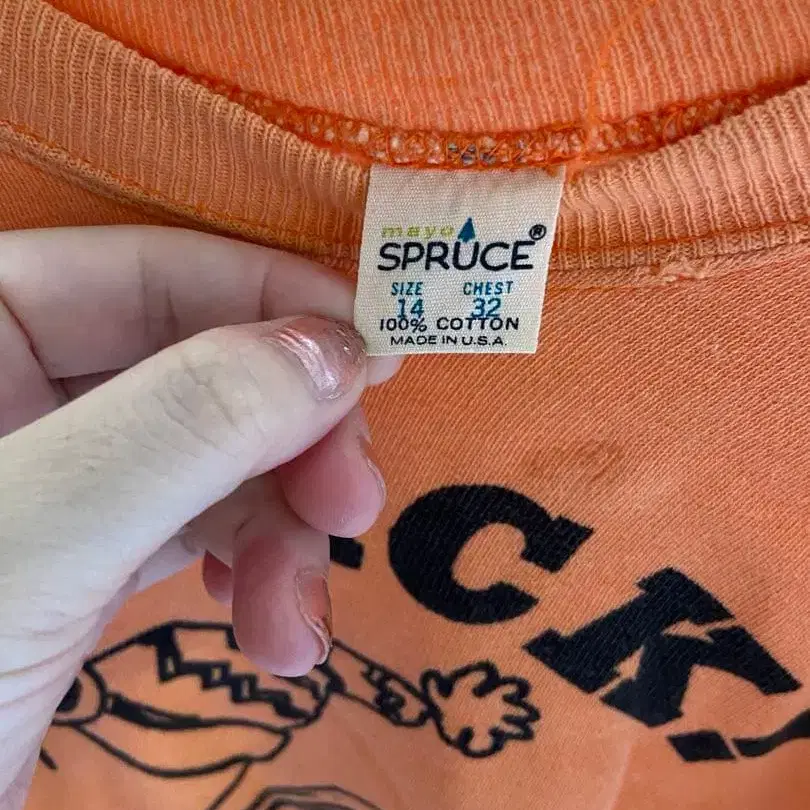 mayo
SPRUCE®
SIZE CHEST
14 32
100% COTTON
MADE IN U.S.A.
CK